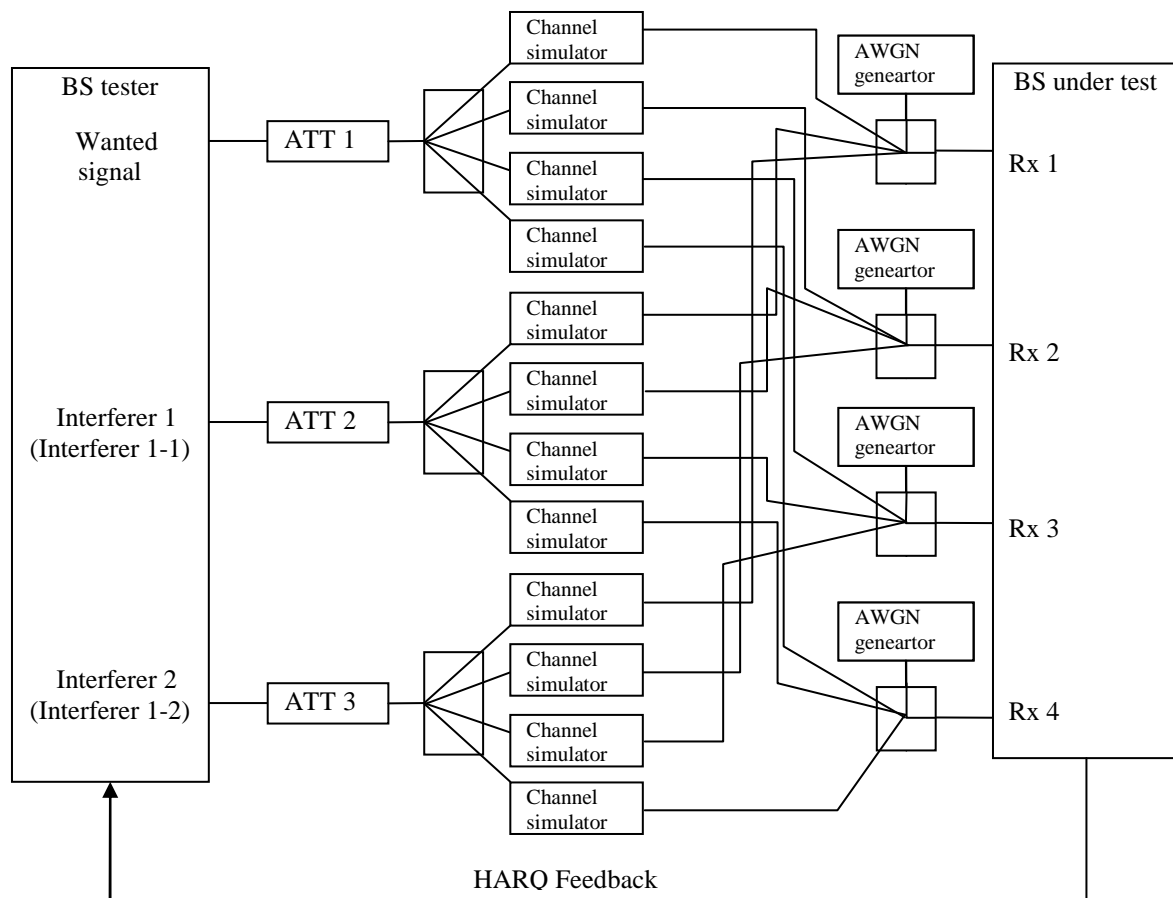 BS tester
Wanted
signal
ATT 1
Channel
simulator
Channel
simulator
Channel
simulator
Channel
simulator
AWGN
geneartor
BS under test
Rx 1
AWGN
geneartor
Rx 2
Interferer 1
(Interferer 1-1)
ATT 2
Channel
simulator
Channel
simulator
Channel
simulator
Channel
simulator
AWGN
geneartor
Rx 3
Interferer 2
(Interferer 1-2)
ATT 3
Channel
simulator
Channel
simulator
Channel
simulator
Channel
simulator
AWGN
geneartor
Rx 4
HARQ Feedback